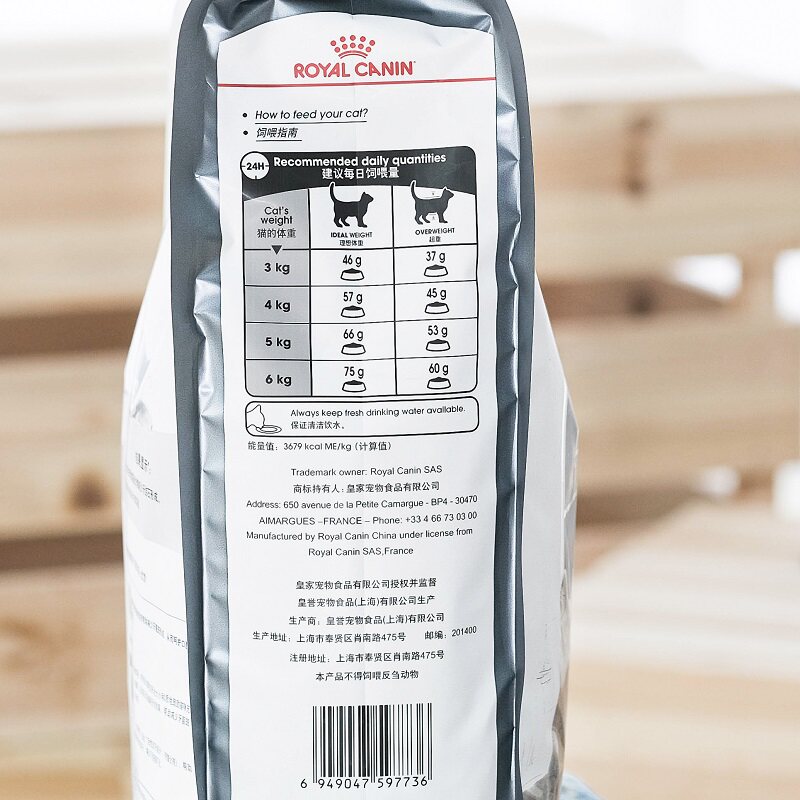 ROYAL CANIN
• How to feed your cat?
• 饲喂指南
24H
Recommended daily quantities
建议每日饲喂量
Cat's weight
猫的体重
IDEAL WEIGHT
理想体重
OVERWEIGHT
超重
3 kg 46 g 37 g
4 kg 57 g 45 g
5 kg 66 g 53 g
6 kg 75 g 60 g
Always keep fresh drinking water available.
保证清洁饮水。
能量值: 3679 kcal ME/kg (计算值)
Trademark owner: Royal Canin SAS
商标持有人: 皇家宠物食品有限公司
Address: 650 avenue de la Petite Camargue - BP4 - 30470
AIMARGUES –FRANCE – Phone: +33 4 66 73 03 00
Manufactured by Royal Canin China under license from
Royal Canin SAS,France
皇家宠物食品有限公司授权并监督
皇誉宠物食品(上海)有限公司生产
生产商: 皇誉宠物食品(上海)有限公司
生产地址: 上海市奉贤区肖南路475号 邮编: 201400
注册地址: 上海市奉贤区肖南路475号
本产品不得饲喂反刍动物
6 949047 597736